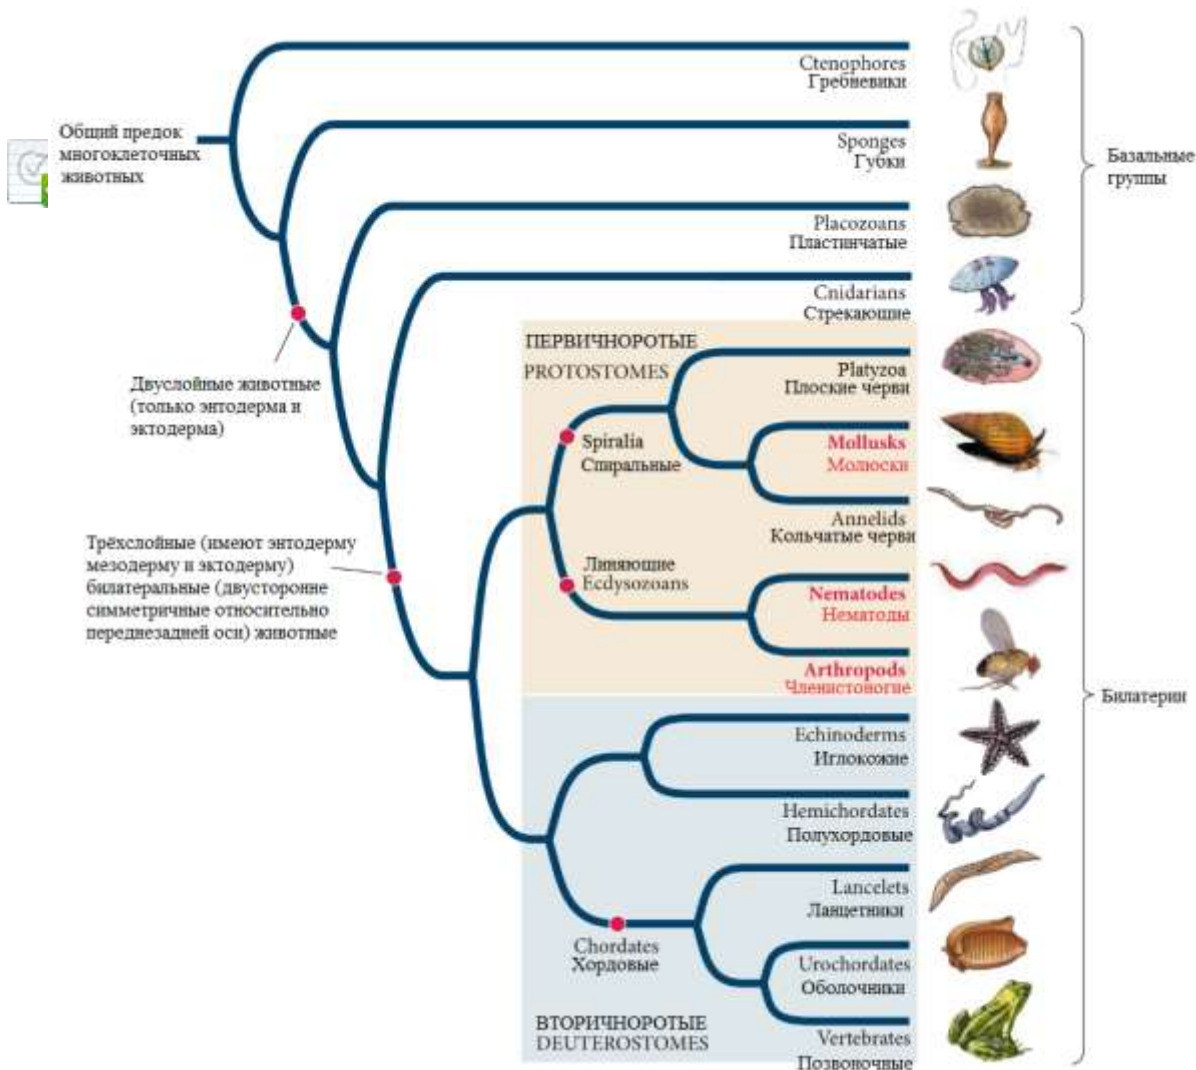 Ctenophores
Гребневики
Общий предок
многоклеточных
животных
Sponges
Губки
Базальные
группы
Placozoans
Пластинчатые
Cnidarians
Стрекающие
ПЕРВИЧНОРОТЫЕ
PROTOSTOMES
Platyzoa
Плоские черви
Двуслойные животные
(только энтодерма и
эктодерма)
Spiralia
Спиральные
Mollusks
Молюски
Annelids
Кольчатые черви
Трёхслойные (имеют энтодерму
мезодерму и эктодерму)
билатеральные (двусторонне
симметричные относительно
переднезадней оси) животные
Линяющие
Ecdysozoans
Nematodes
Нематоды
Arthropods
Членистоногие
Билатерии
Echinoderms
Иглокожие
Hemichordates
Полухордовые
Lancelets
Ланцетники
Chordates
Хордовые
Urochordates
Оболочники
ВТОРИЧНОРОТЫЕ
DEUTEROSTOMES
Vertebrates
Позвоночные